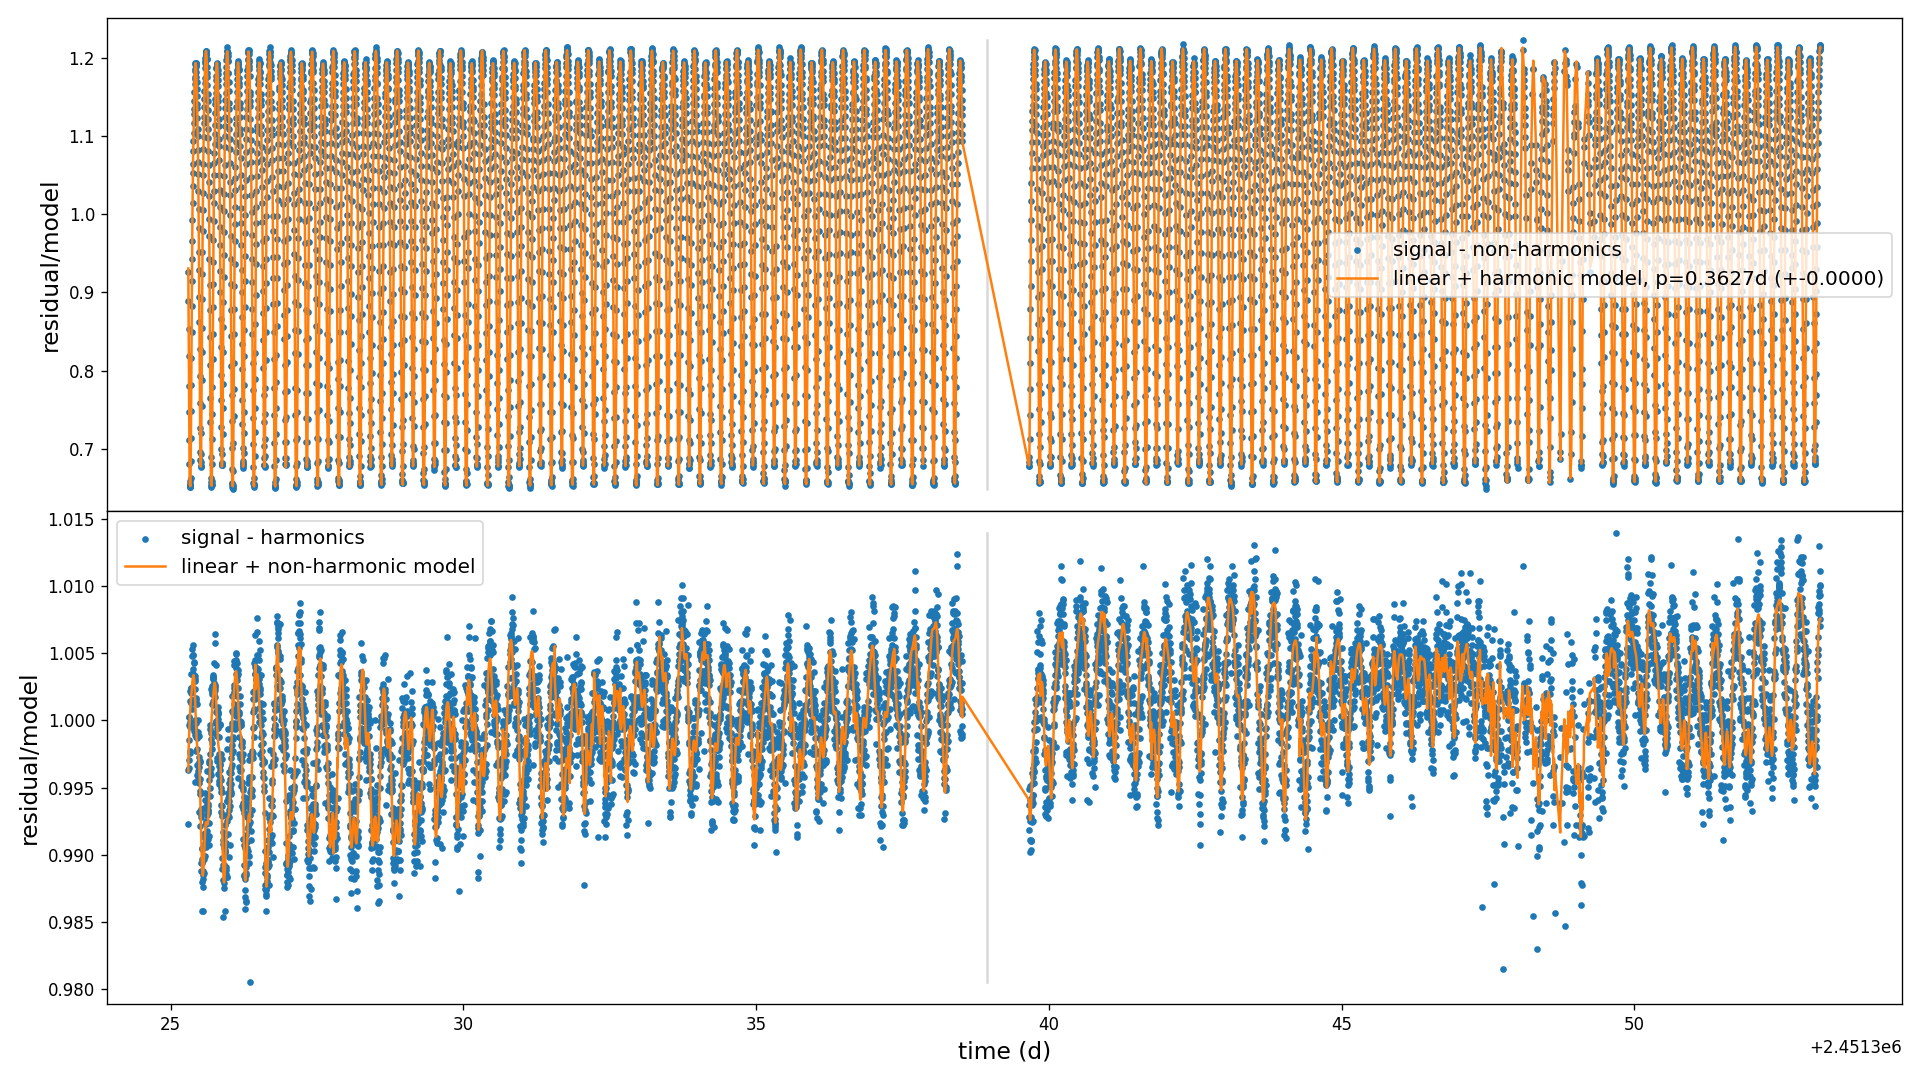 1.2
1.1
1.0
0.9
0.8
0.7
residual/model
signal - non-harmonics
linear + harmonic model, p=0.3627d (+-0.0000)
1.015
1.010
1.005
1.000
0.995
0.990
0.985
0.980
residual/model
signal - harmonics
linear + non-harmonic model
25 30 35 40 45 50
time (d)
+2.4513e6